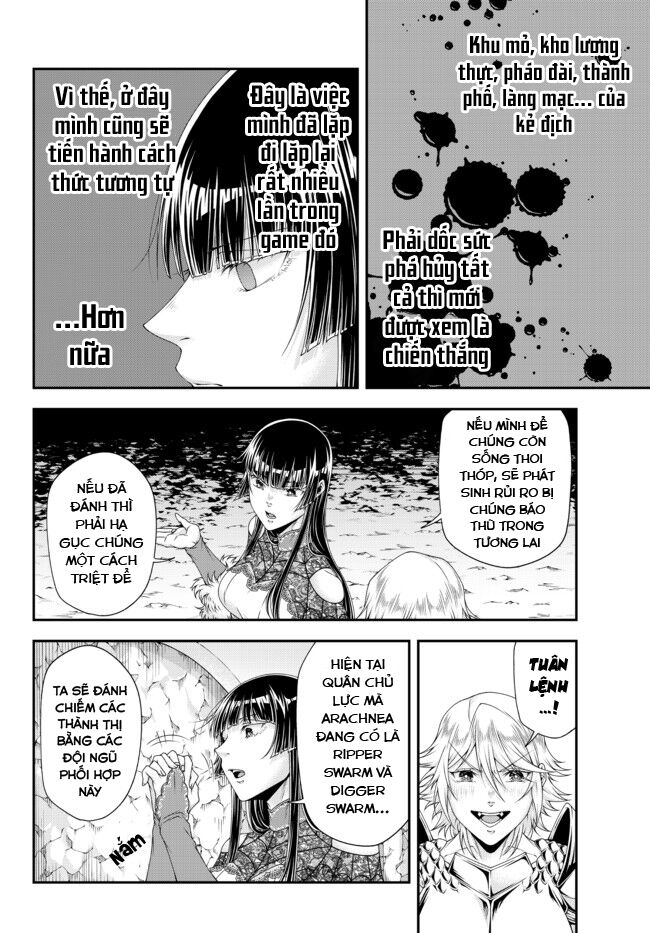 Khu mỏ, kho lương
thực, pháo đài, thành
phố, làng mạc... của
kẻ địch
Phải dốc sức
phá hủy tất
cả thì mới
được xem là
chiến thắng
Đây là việc
mình đã lặp
đi lặp lại
rất nhiều
lần trong
game đó
Vì thế, ở đây
mình cũng sẽ
tiến hành cách
thức tương tự
...Hơn
nữa
NẾU MÌNH ĐỂ
CHÚNG CÒN
SỐNG THOI
THÓP, SẼ PHÁT
SINH RỦI RO BỊ
CHÚNG BÁO
THÙ TRONG
TƯƠNG LAI
NẾU ĐÃ
ĐÁNH THÌ
PHẢI HẠ
GỤC CHÚNG
MỘT CÁCH
TRIỆT ĐỂ
TUÂN
LỆNH
...!
HIỆN TẠI
QUÂN CHỦ
LỰC MÀ
ARACHNEA
ĐANG CÓ LÀ
RIPPER
SWARM VÀ
DIGGER
SWARM...
TA SẼ ĐÁNH
CHIẾM CÁC
THÀNH THỊ
BẰNG CÁC
ĐỘI NGŨ
PHỐI HỢP
NÀY
Nắm